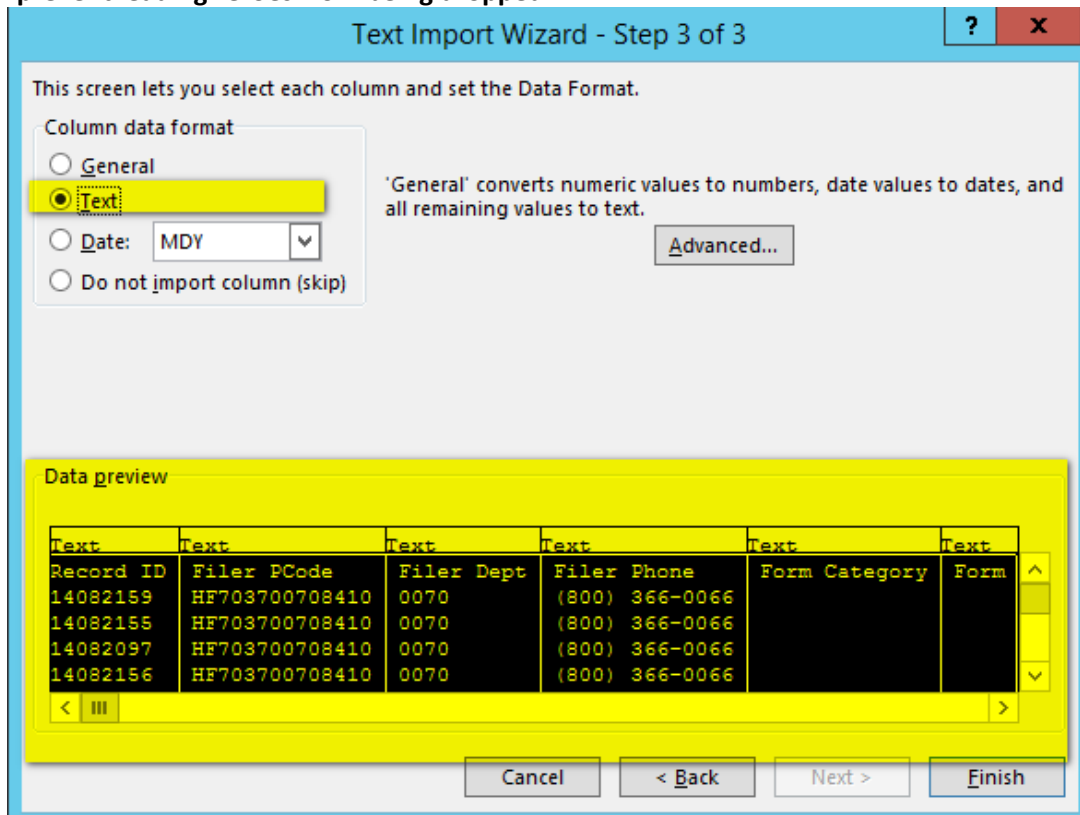 Text Import Wizard - Step 3 of 3
? x
This screen lets you select each column and set the Data Format.
Column data format
General
Text
Date: MDY
Do not import column (skip)
'General' converts numeric values to numbers, date values to dates, and
all remaining values to text.
Advanced...
Data preview
Text Text Text Text Text Text
Record ID Filer PCode Filer Dept Filer Phone Form Category Form
14082159 HF703700708410 0070 (800) 366-0066
14082155 HF703700708410 0070 (800) 366-0066
14082097 HF703700708410 0070 (800) 366-0066
14082156 HF703700708410 0070 (800) 366-0066
Cancel < Back Next > Finish